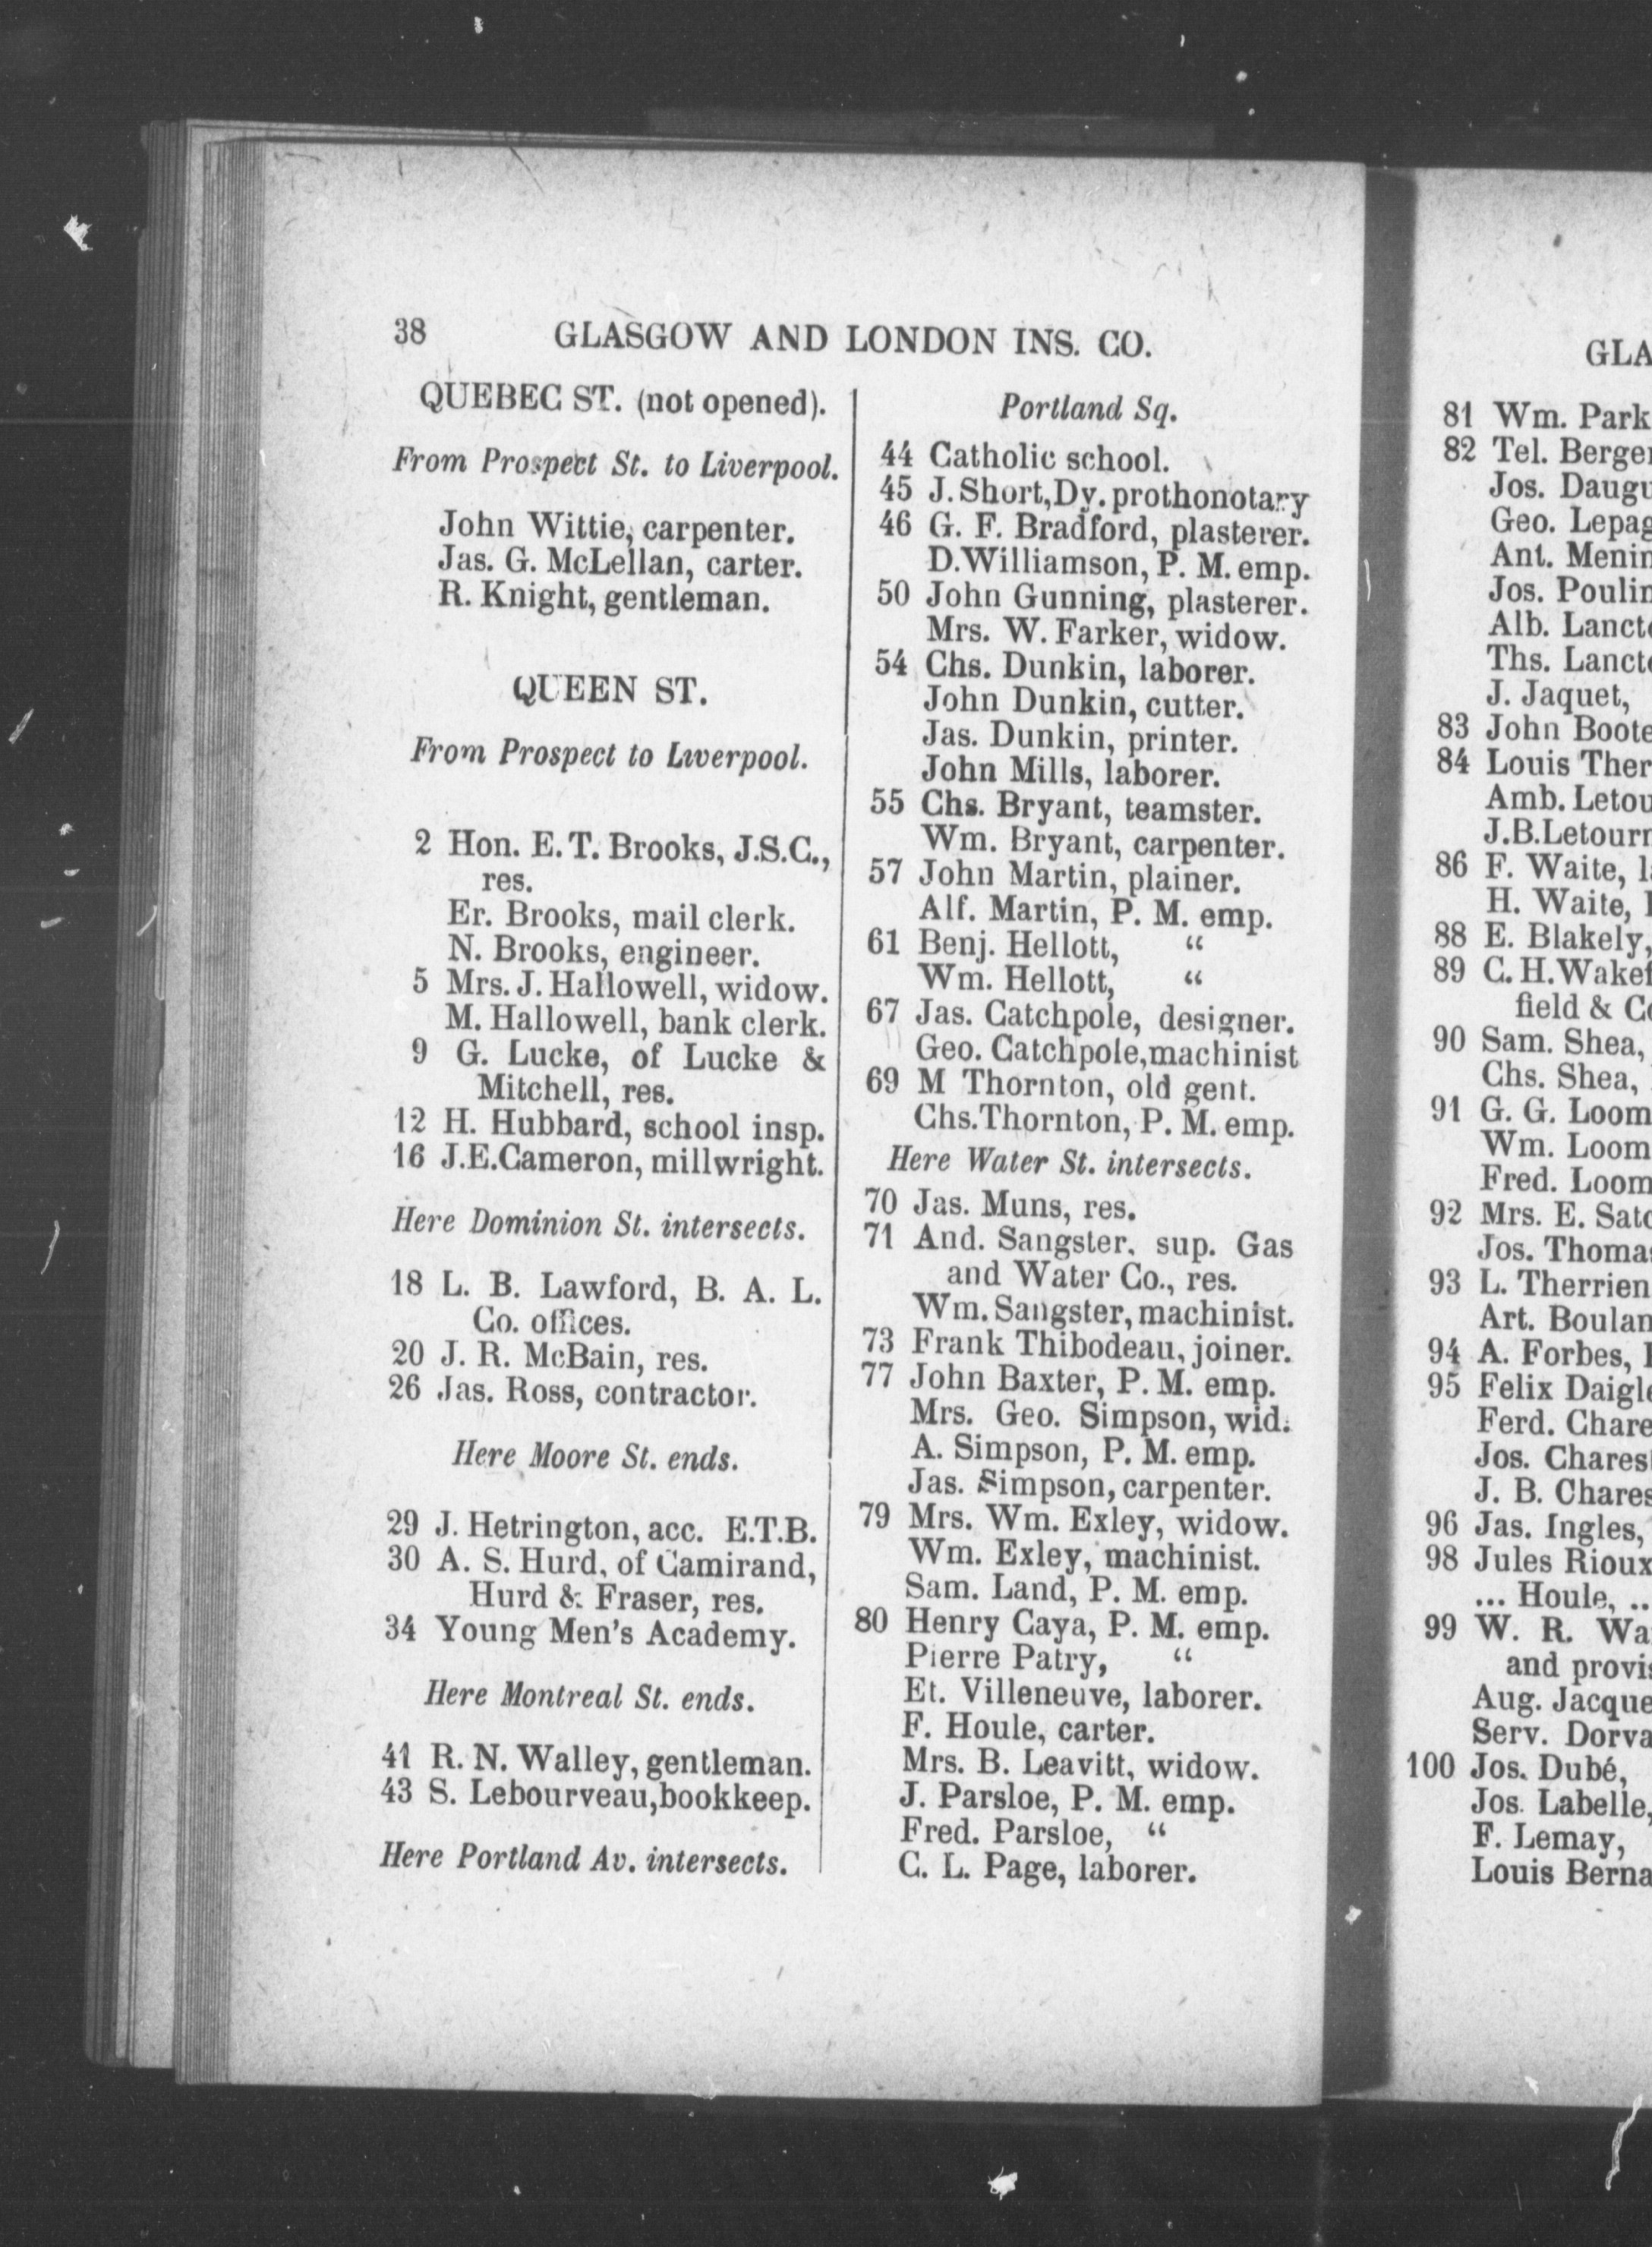 38 GLASGOW AND LONDON INS. CO.
QUEBEC ST. (not opened).
From Prospect St. to Liverpool.
John Wittie, carpenter.
Jas. G. McLellan, carter.
R. Knight, gentleman.
QUEEN ST.
From Prospect to Liverpool.
2 Hon. E. T. Brooks, J.S.C.,
res.
Er. Brooks, mail clerk.
N. Brooks, engineer.
5 Mrs. J. Hallowell, widow.
M. Hallowell, bank clerk.
9 G. Lucke, of Lucke &
Mitchell, res.
12 H. Hubbard, school insp.
16 J.E.Cameron, millwright.
Here Dominion St. intersects.
18 L. B. Lawford, B. A. L.
Co. offices.
20 J. R. McBain, res.
26 Jas. Ross, contractor.
Here Moore St. ends.
29 J. Hetrington, acc. E.T.B.
30 A. S. Hurd, of Camirand,
Hurd & Fraser, res.
34 Young Men's Academy.
Here Montreal St. ends.
41 R. N. Walley, gentleman.
43 S. Lebourveau,bookkeep.
Here Portland Av. intersects.
Portland Sq.
44 Catholic school.
45 J. Short,Dy. prothonotary
46 G. F. Bradford, plasterer.
D.Williamson, P. M. emp.
50 John Gunning, plasterer.
Mrs. W. Farker, widow.
54 Chs. Dunkin, laborer.
John Dunkin, cutter.
Jas. Dunkin, printer.
John Mills, laborer.
55 Chs. Bryant, teamster.
Wm. Bryant, carpenter.
57 John Martin, plainer.
Alf. Martin, P. M. emp.
61 Benj. Hellott, "
Wm. Hellott, "
67 Jas. Catchpole, designer.
Geo. Catchpole,machinist
69 M Thornton, old gent.
Chs.Thornton, P. M. emp.
Here Water St. intersects.
70 Jas. Muns, res.
71 And. Sangster, sup. Gas
and Water Co., res.
Wm. Sangster, machinist.
73 Frank Thibodeau, joiner.
77 John Baxter, P. M. emp.
Mrs. Geo. Simpson, wid.
A. Simpson, P. M. emp.
Jas. Simpson, carpenter.
79 Mrs. Wm. Exley, widow.
Wm. Exley, machinist.
Sam. Land, P. M. emp.
80 Henry Caya, P. M. emp.
Pierre Patry, "
Et. Villeneuve, laborer.
F. Houle, carter.
Mrs. B. Leavitt, widow.
J. Parsloe, P. M. emp.
Fred. Parsloe, "
C. L. Page, laborer.
GLA
81 Wm. Park
82 Tel. Berge
Jos. Daugu
Geo. Lepag
Ant. Menin
Jos. Poulin
Alb. Lancto
Ths. Lancto
J. Jaquet,
83 John Boote
84 Louis Ther
Amb. Letou
J.B.Letourn
86 F. Waite,
H. Waite,
88 E. Blakely,
89 C. H.Wakef
field & Co
90 Sam. Shea,
Chs. Shea,
91 G. G. Loom
Wm. Loom
Fred. Loom
92 Mrs. E. Satc
Jos. Thomas
93 L. Therrien
Art. Boulan
94 A. Forbes,
95 Felix Daigle
Ferd. Chare
Jos. Chares
J. B. Chares
96 Jas. Ingles,
98 Jules Rioux
... Houle, ..
99 W. R. Wa
and provis
Aug. Jacque
Serv. Dorva
100 Jos. Dubé,
Jos. Labelle,
F. Lemay,
Louis Berna